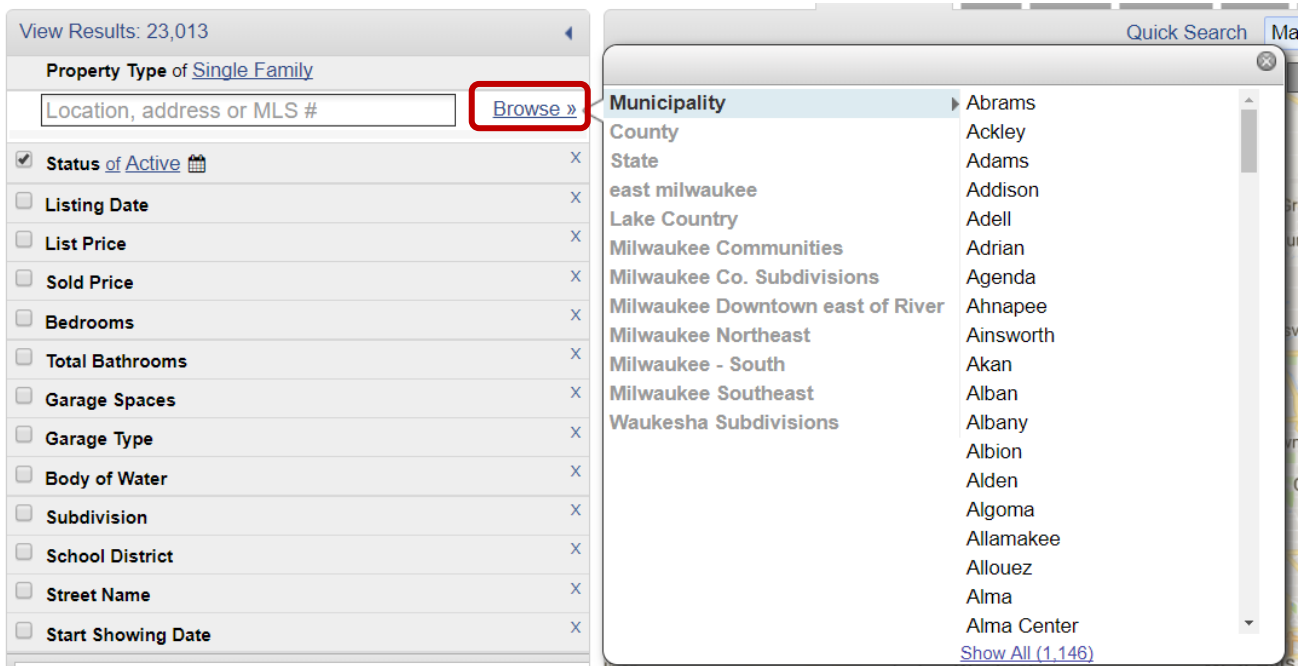 View Results: 23,013
Quick Search
Ma
Property Type of Single Family
Location, address or MLS #
Browse »
Status of Active
X
Listing Date
X
List Price
X
Sold Price
X
Bedrooms
X
Total Bathrooms
X
Garage Spaces
X
Garage Type
X
Body of Water
X
Subdivision
X
School District
X
Street Name
X
Start Showing Date
X
Municipality
County
State
east milwaukee
Lake Country
Milwaukee Communities
Milwaukee Co. Subdivisions
Milwaukee Downtown east of River
Milwaukee Northeast
Milwaukee - South
Milwaukee Southeast
Waukesha Subdivisions
Abrams
Ackley
Adams
Addison
Adell
Adrian
Agenda
Ahnapee
Ainsworth
Akan
Alban
Albany
Albion
Alden
Algoma
Allamakee
Allouez
Alma
Alma Center
Show All (1,146)